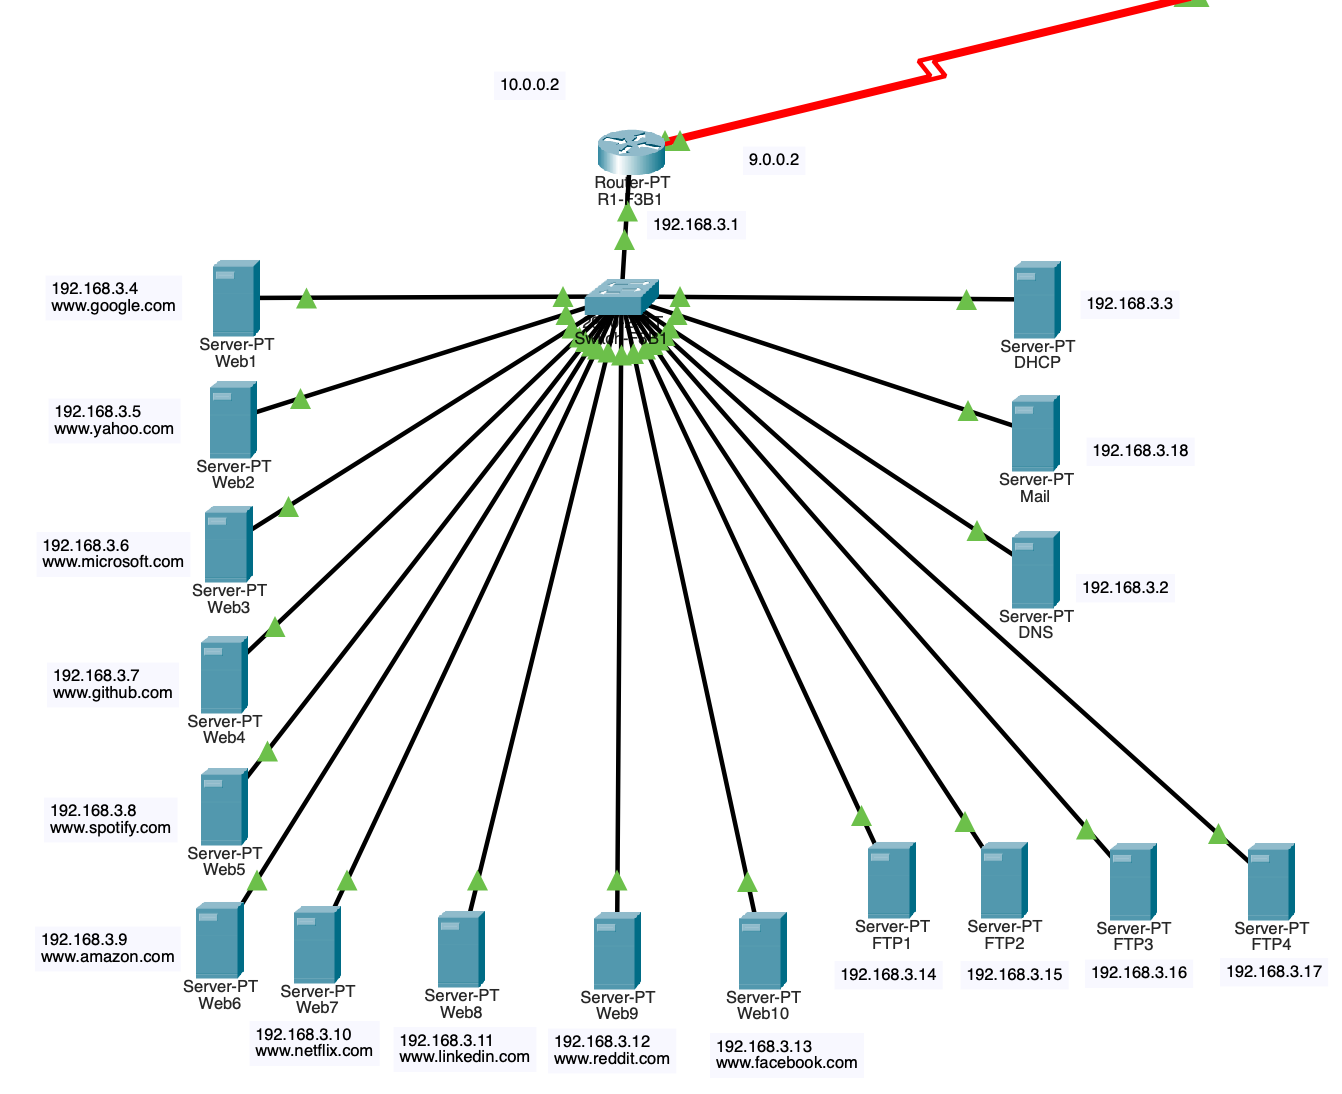 10.0.0.2
9.0.0.2
Router-PT
R1-F3B1
192.168.3.1
192.168.3.4
www.google.com
Server-PT
Web1
Switch-F3B1
192.168.3.3
Server-PT
DHCP
192.168.3.5
www.yahoo.com
Server-PT
Web2
192.168.3.18
Server-PT
Mail
192.168.3.6
www.microsoft.com
Server-PT
Web3
192.168.3.2
Server-PT
DNS
192.168.3.7
www.github.com
Server-PT
Web4
192.168.3.8
www.spotify.com
Server-PT
Web5
192.168.3.9
www.amazon.com
Server-PT
Web6
Server-PT
Web7
192.168.3.10
www.netflix.com
Server-PT
Web8
192.168.3.11
www.linkedin.com
Server-PT
Web9
192.168.3.12
www.reddit.com
Server-PT
Web10
192.168.3.13
www.facebook.com
Server-PT
FTP1
192.168.3.14
Server-PT
FTP2
192.168.3.15
Server-PT
FTP3
192.168.3.16
Server-PT
FTP4
192.168.3.17